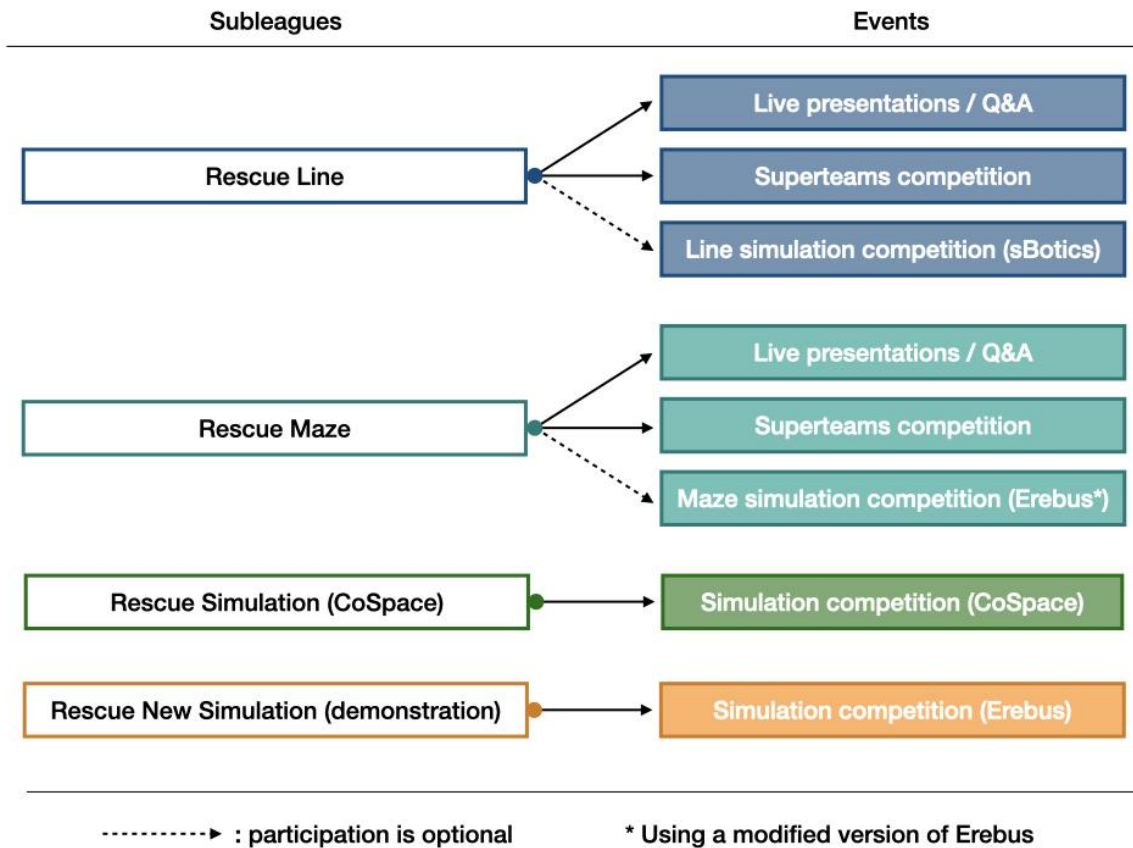 Subleagues
Events
Live presentations / Q&A
Rescue Line
Superteams competition
Line simulation competition (sBotics)
Live presentations / Q&A
Rescue Maze
Superteams competition
Maze simulation competition (Erebus*)
Rescue Simulation (CoSpace)
Simulation competition (CoSpace)
Rescue New Simulation (demonstration)
Simulation competition (Erebus)
: participation is optional
* Using a modified version of Erebus